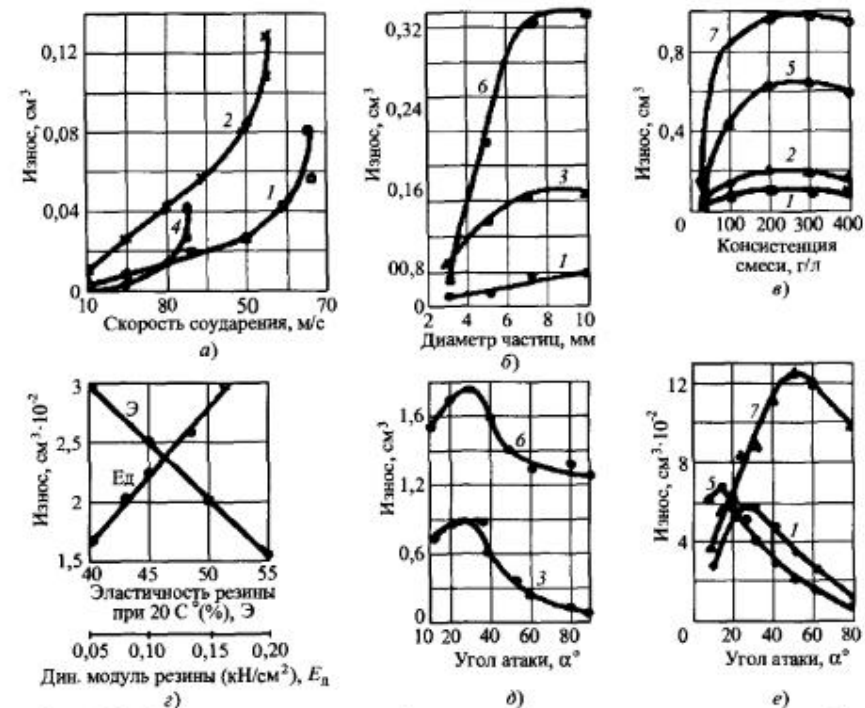 Износ, см³
0,12
0,08
0,04
0
2
1
4
10
30
50
70
Скорость соударения, м/с
а)
Износ, см³
0,32
0,24
0,16
00,8
0
6
3
1
2
4
6
8
10
Диаметр частиц, мм
б)
Износ, см³
0,8
0,4
0
7
5
2
1
100
200
300
400
Консистенция
смеси, г/л
в)
Износ, см³·10⁻²
3
2,5
2
1,5
Э
Eд
40
45
50
55
Эластичность резины
при 20 С°(%), Э
0,05 0,10 0,15 0,20
Дин. модуль резины (кН/см²), Eд
г)
Износ, см³
1,6
1,2
0,6
0
6
3
10 20
40
60
80
Угол атаки, α°
д)
Износ, см³·10⁻²
12
8
4
0
7
5
1
20
40
60
80
Угол атаки, α°
е)